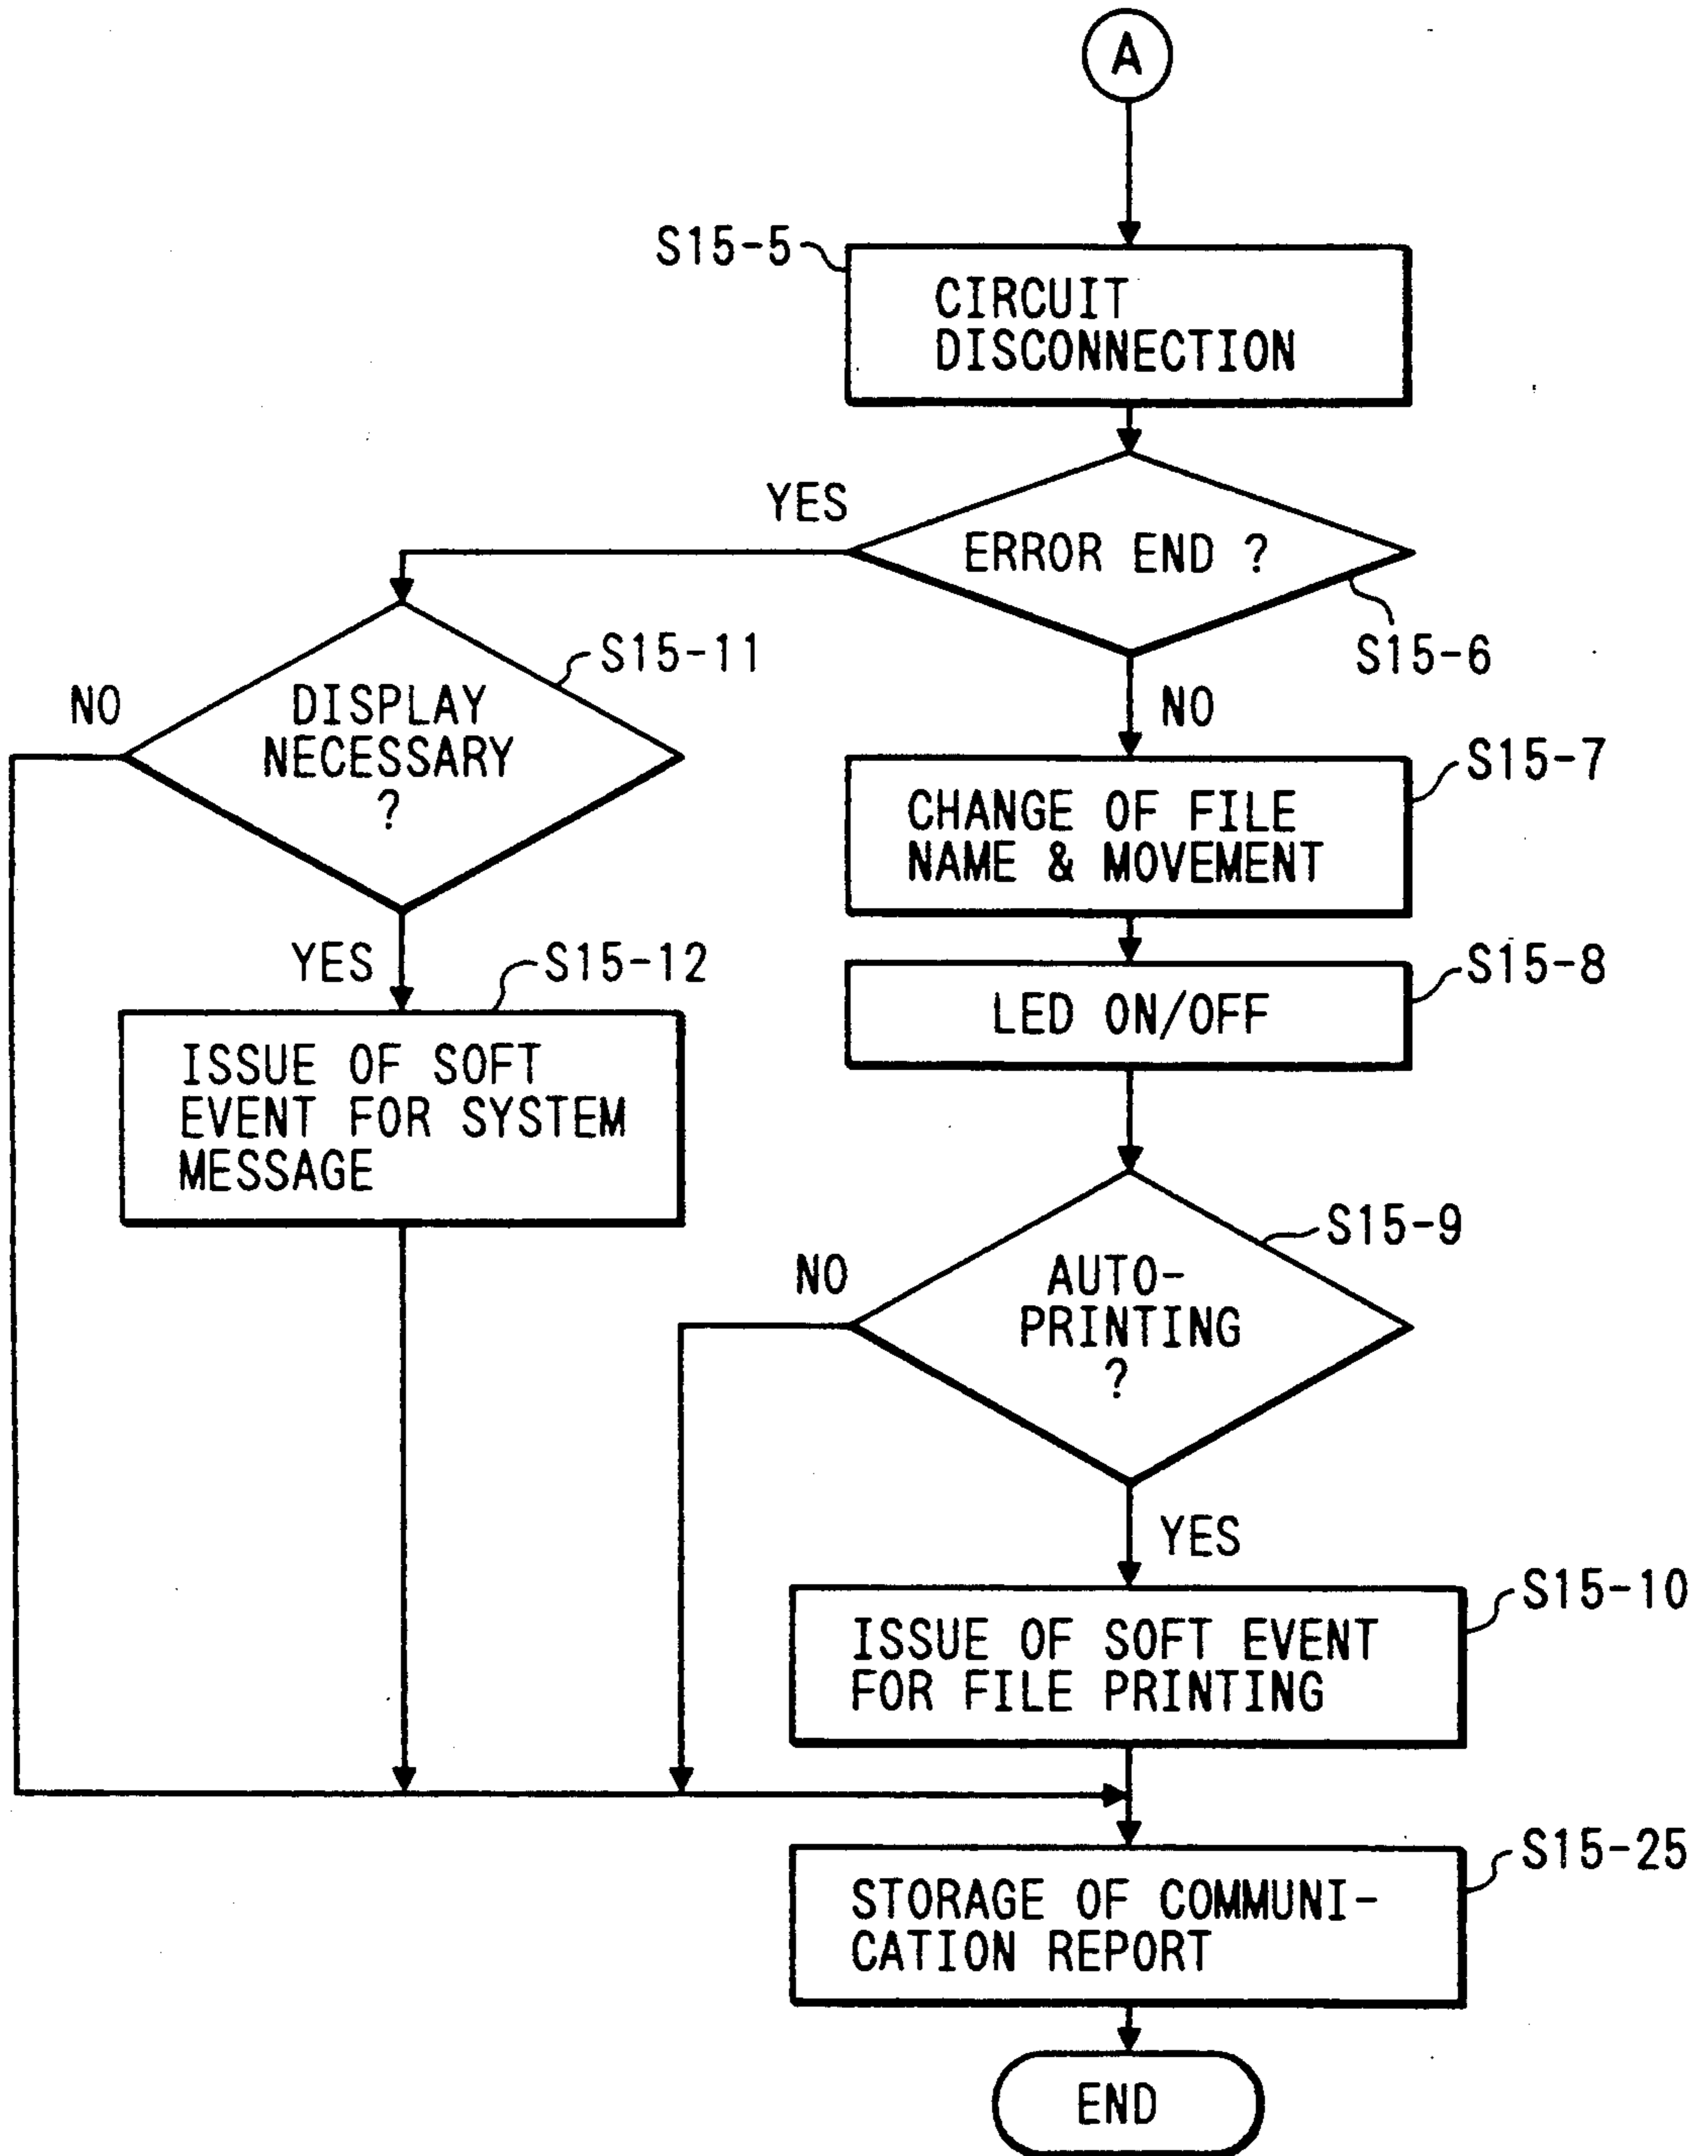 A
S15-5
CIRCUIT
DISCONNECTION
YES
ERROR END ?
S15-6
NO
S15-11
DISPLAY
NECESSARY
?
NO
YES
S15-12
ISSUE OF SOFT
EVENT FOR SYSTEM
MESSAGE
S15-7
CHANGE OF FILE
NAME & MOVEMENT
S15-8
LED ON/OFF
S15-9
AUTO-
PRINTING
?
NO
YES
S15-10
ISSUE OF SOFT EVENT
FOR FILE PRINTING
S15-25
STORAGE OF COMMUNI-
CATION REPORT
END